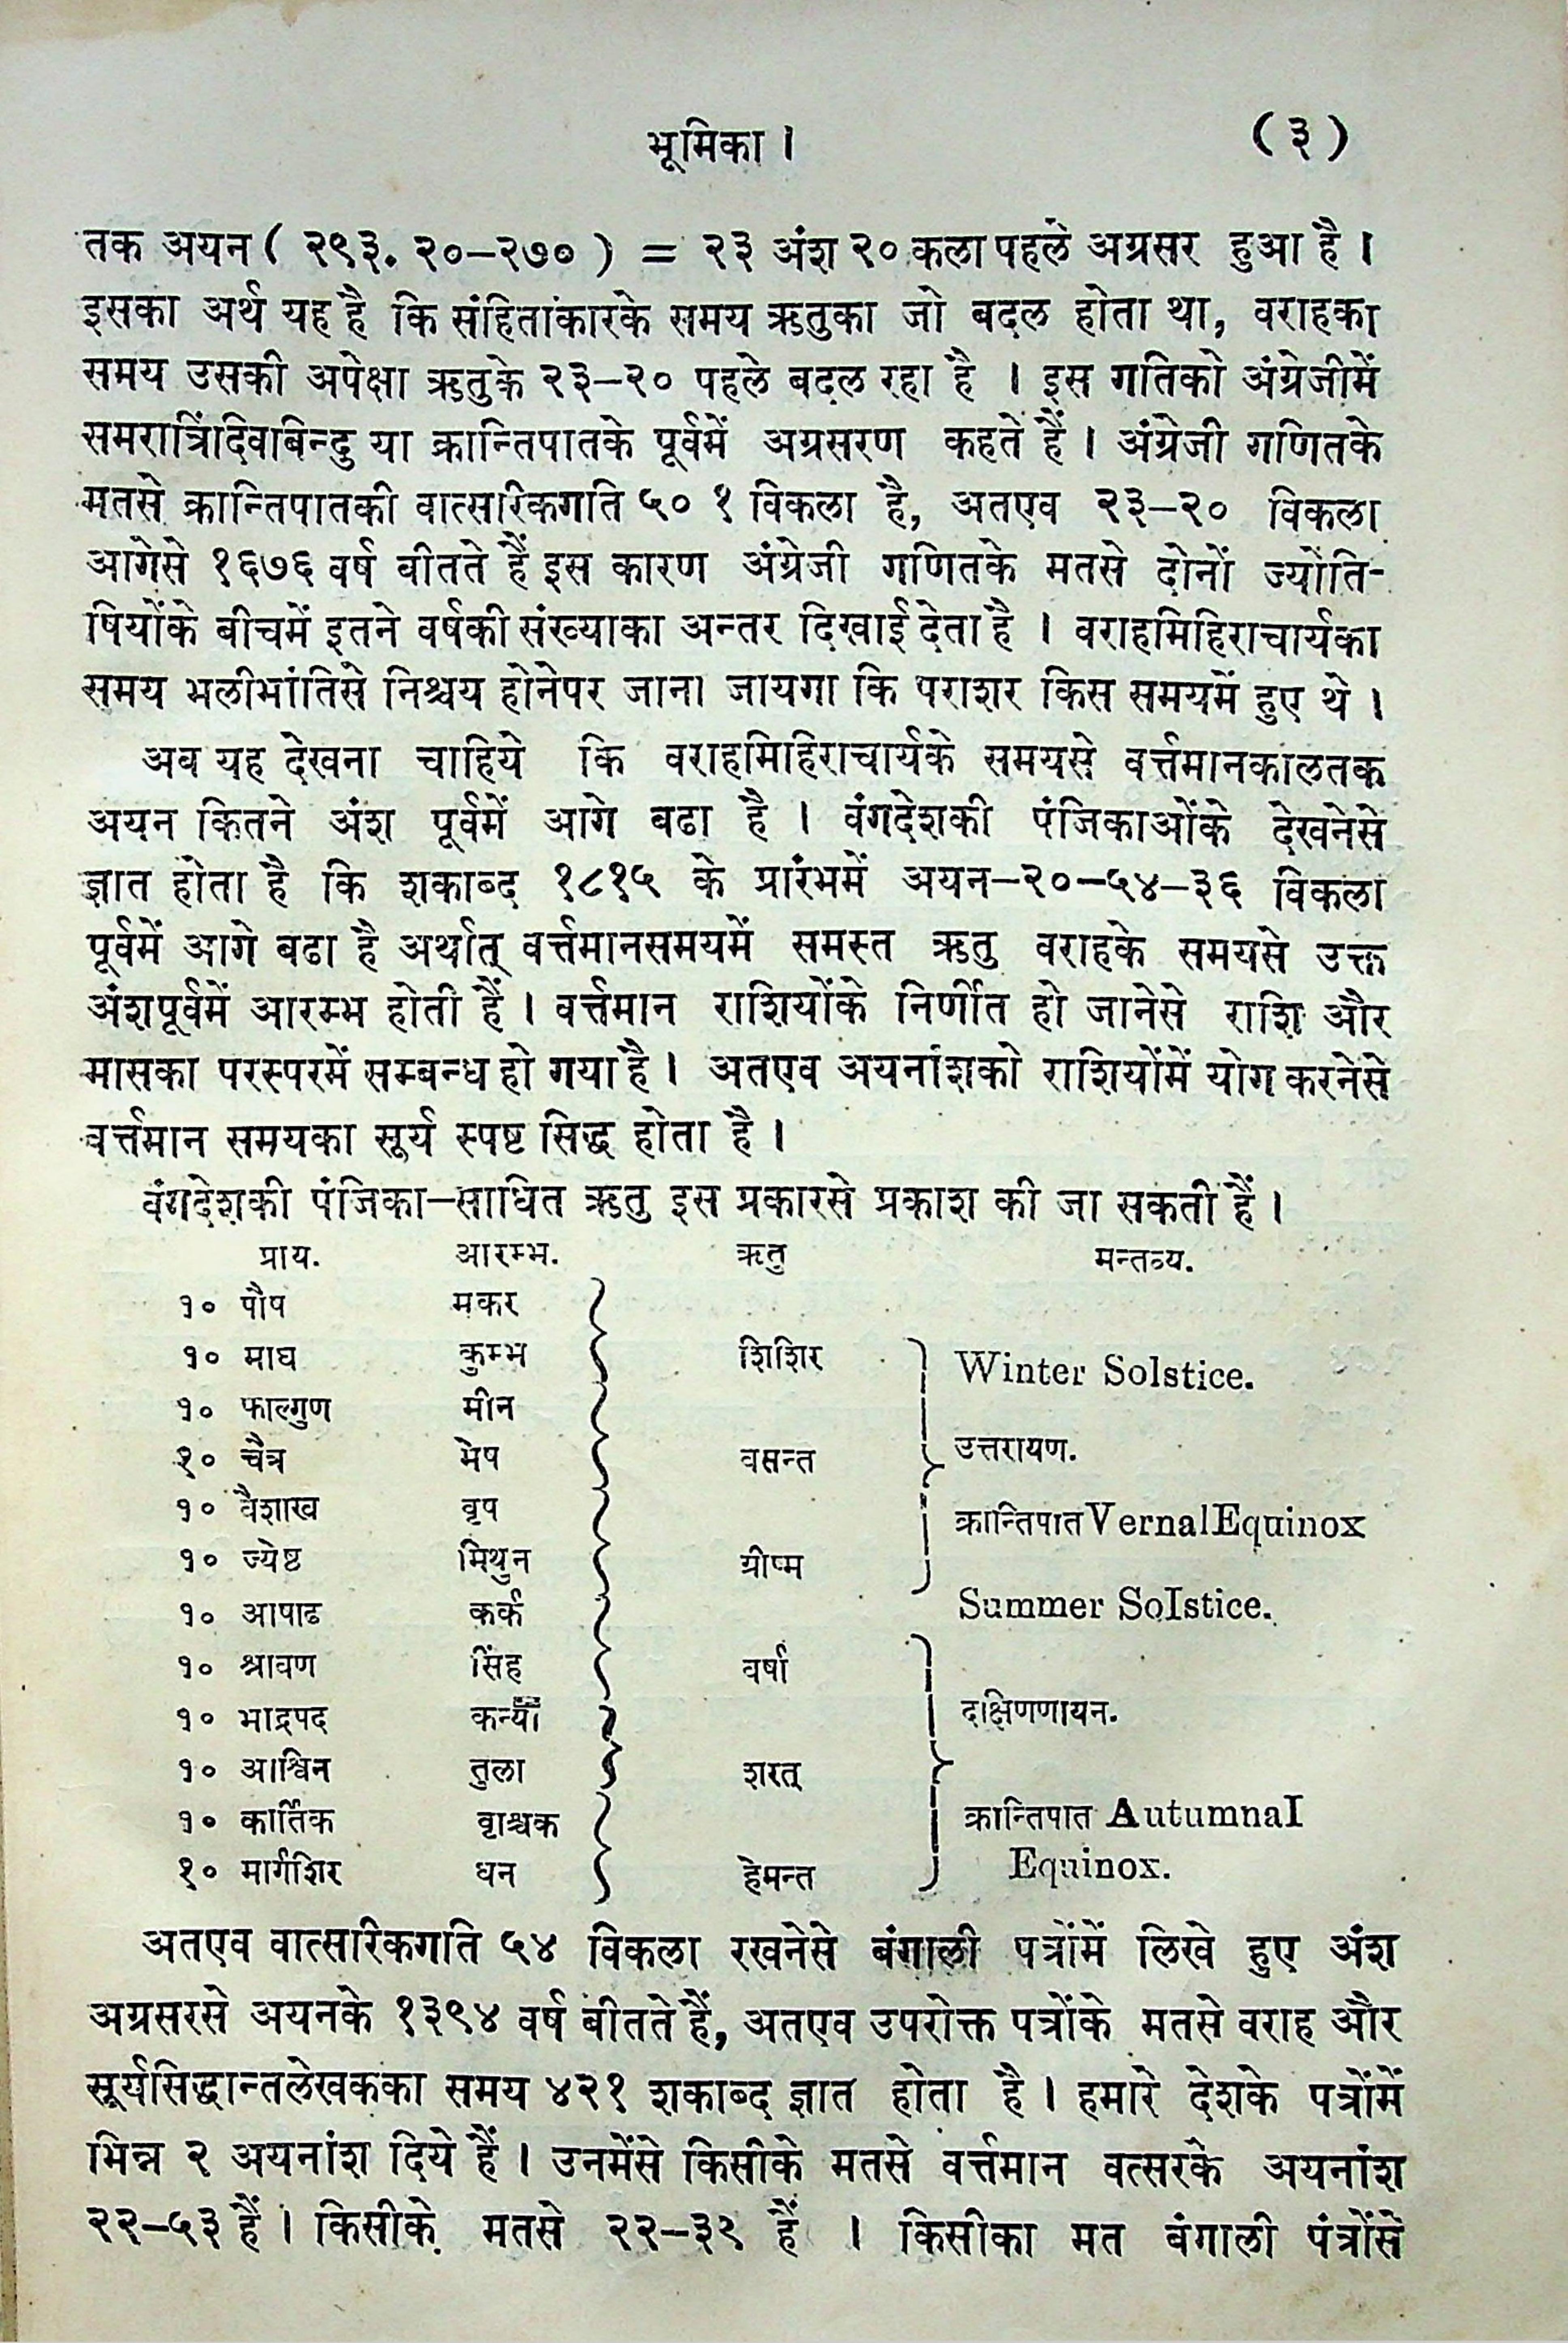 भूमिका । (३)
तक अयन ( २९३. २०–२७० ) = २३ अंश २० कला पहले अग्रसर हुआ है ।
इसका अर्थ यह है कि संहितांकारके समय ऋतुका जो बदल होता था, वराहका
समय उसकी अपेक्षा ऋतुके २३–२० पहले बदल रहा है । इस गतिको अंग्रेजीमें
समरात्रिंदिवाबिन्दु या क्रान्तिपातके पूर्वमें अग्रसरण कहते हैं । अंग्रेजी गणितके
मतसे क्रान्तिपातकी वात्सरिकगति ५० १ विकला है, अतएव २३–२० विकला
आगेसे १६७६ वर्ष बीतते हैं इस कारण अंग्रेजी गणितके मतसे दोनों ज्योति-
षियोंके बीचमें इतने वर्षकी संख्याका अन्तर दिखाई देता है । वराहमिहिराचार्यका
समय भलीभांतिसे निश्चय होनेपर जाना जायगा कि पराशर किस समयमें हुए थे ।
अब यह देखना चाहिये कि वराहमिहिराचार्यके समयसे वर्त्तमानकालतक
अयन कितने अंश पूर्वमें आगे बढा है । वंगदेशकी पंजिकाओंके देखनेसे
ज्ञात होता है कि शकाब्द १८१५ के प्रारंभमें अयन–२०–५४–३६ विकला
पूर्वमें आगे बढा है अर्थात् वर्त्तमानसमयमें समस्त ऋतु वराहके समयसे उक्त
अंशपूर्वमें आरम्भ होती हैं । वर्त्तमान राशियोंके निर्णीत हो जानेसे राशि और
मासका परस्परमें सम्बन्ध हो गया है । अतएव अयनांशको राशियोंमें योग करनेसे
वर्त्तमान समयका सूर्य स्पष्ट सिद्ध होता है ।
वंगदेशकी पंजिका–साधित ऋतु इस प्रकारसे प्रकाश की जा सकती हैं ।
प्राय. आरम्भ. ऋतु मन्तव्य.
१० पौष मकर
१० माघ कुम्भ शिशिर Winter Solstice.
१० फाल्गुण मीन
१० चैत्र मेष वसन्त उत्तरायण.
१० वैशाख वृष क्रान्तिपात Vernal Equinox
१० ज्येष्ट मिथुन ग्रीष्म
१० आषाढ कर्क Summer SoIstice.
१० श्रावण सिंह वर्षा
१० भाद्रपद कन्या दक्षिणणायन.
१० आश्विन तुला शरत्
१० कार्तिक वृाश्चक क्रान्तिपात AutumnaI
१० मार्गशिर धन हेमन्त Equinox.
अतएव वात्सरिकगति ५४ विकला रखनेसे बंगाली पत्रोंमें लिखे हुए अंश
अग्रसरसे अयनके १३९४ वर्ष बीतते हैं, अतएव उपरोक्त पत्रोंके मतसे वराह और
सूर्यसिद्धान्तलेखकका समय ४२१ शकाब्द ज्ञात होता है । हमारे देशके पत्रोंमें
भिन्न २ अयनांश दिये हैं । उनमेंसे किसीके मतसे वर्त्तमान वत्सरके अयनांश
२२–५३ हैं । किसीके मतसे २२–३९ हैं । किसीका मत बंगाली पंत्रोंसे